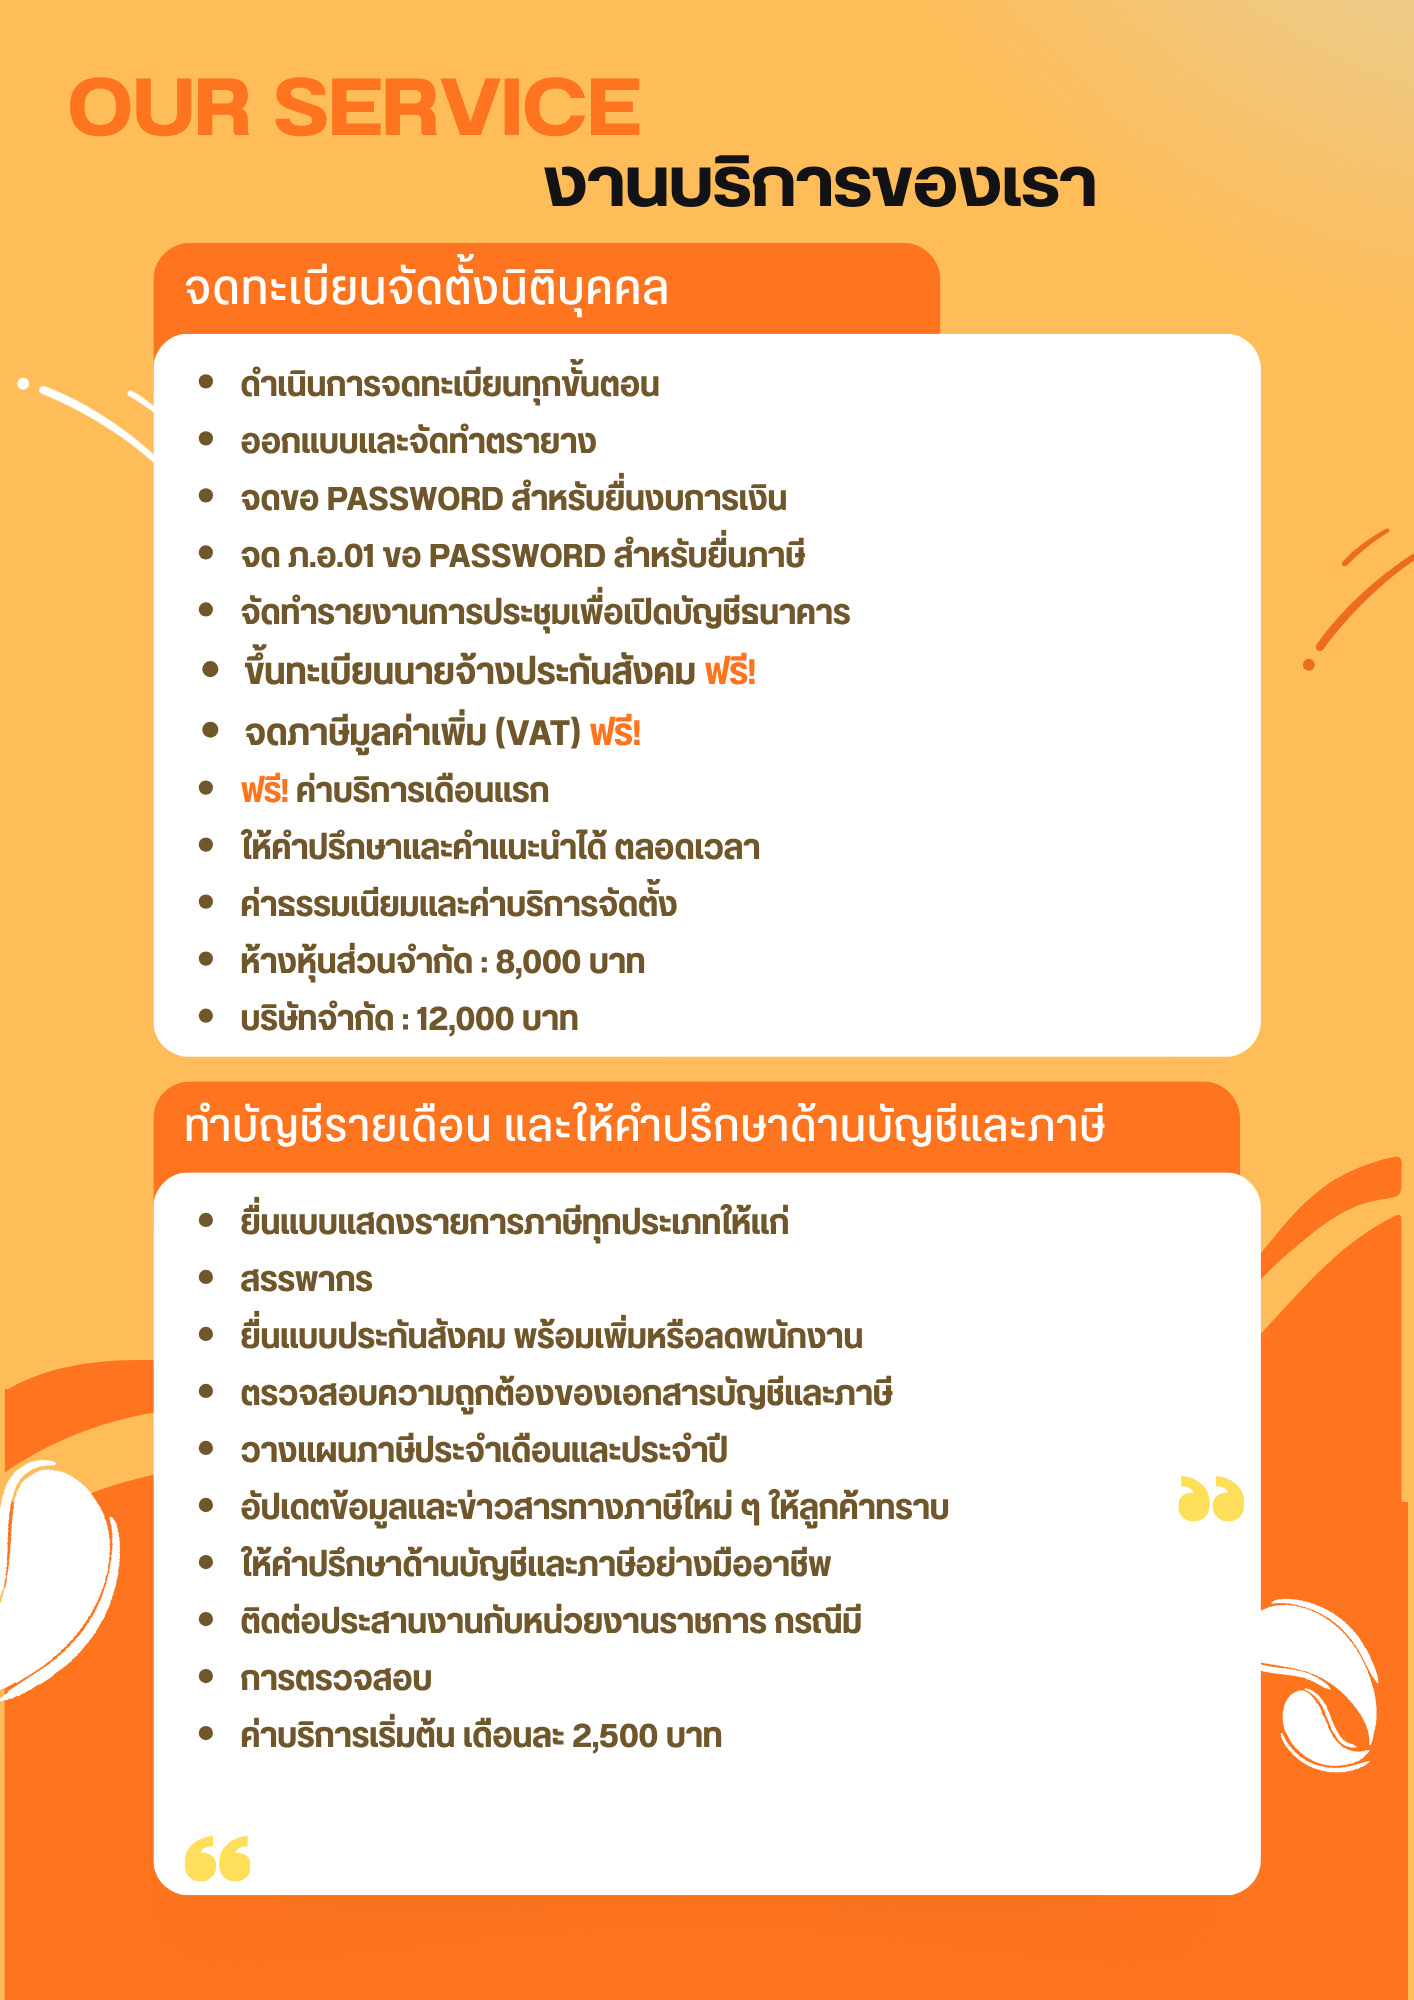 OUR SERVICE
งานบริการของเรา
จดทะเบียนจัดตั้งนิติบุคคล
• ดำเนินการจดทะเบียนทุกขั้นตอน
• ออกแบบและจัดทำตรายาง
• จดขอ PASSWORD สำหรับยื่นงบการเงิน
• จด ภ.อ.01 ขอ PASSWORD สำหรับยื่นภาษี
• จัดทำรายงานการประชุมเพื่อเปิดบัญชีธนาคาร
• ขึ้นทะเบียนนายจ้างประกันสังคม ฟรี!
• จดภาษีมูลค่าเพิ่ม (VAT) ฟรี!
• ฟรี! ค่าบริการเดือนแรก
• ให้คำปรึกษาและคำแนะนำได้ ตลอดเวลา
• ค่าธรรมเนียมและค่าบริการจัดตั้ง
• ห้างหุ้นส่วนจำกัด : 8,000 บาท
• บริษัทจำกัด : 12,000 บาท
ทำบัญชีรายเดือน และให้คำปรึกษาด้านบัญชีและภาษี
• ยื่นแบบแสดงรายการภาษีทุกประเภทให้แก่
• สรรพากร
• ยื่นแบบประกันสังคม พร้อมเพิ่มหรือลดพนักงาน
• ตรวจสอบความถูกต้องของเอกสารบัญชีและภาษี
• วางแผนภาษีประจำเดือนและประจำปี
• อัปเดตข้อมูลและข่าวสารทางภาษีใหม่ ๆ ให้ลูกค้าทราบ
• ให้คำปรึกษาด้านบัญชีและภาษีอย่างมืออาชีพ
• ติดต่อประสานงานกับหน่วยงานราชการ กรณีมี
• การตรวจสอบ
• ค่าบริการเริ่มต้น เดือนละ 2,500 บาท